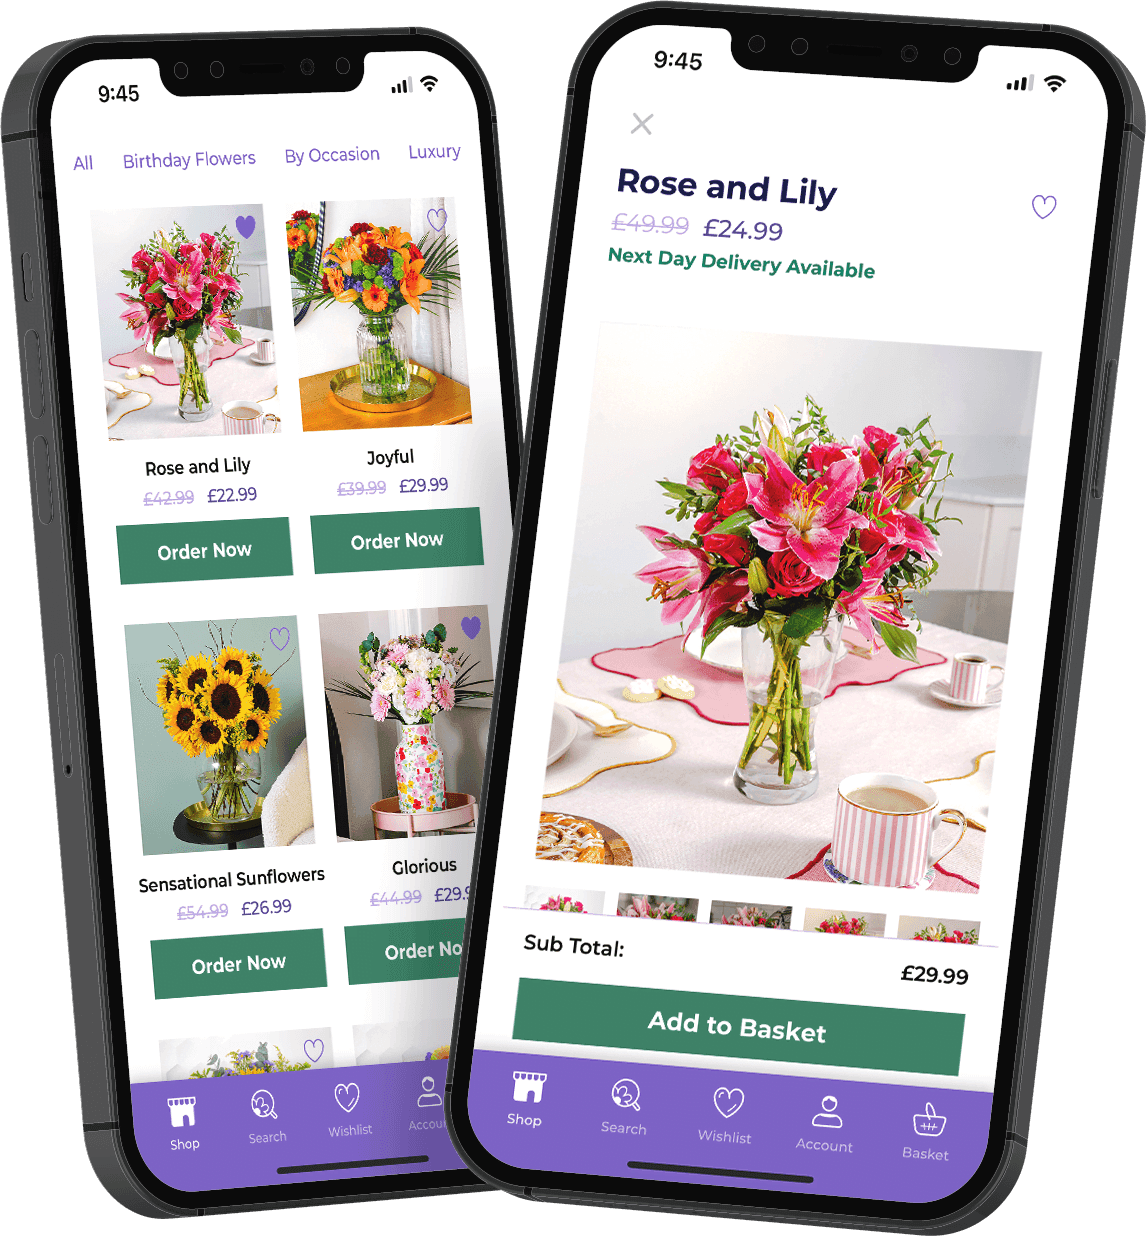 9:45
All Birthday Flowers By Occasion Luxury
Rose and Lily
£42.99 £22.99
Order Now
Joyful
£39.99 £29.99
Order Now
Sensational Sunflowers
£54.99 £26.99
Order Now
Glorious
£44.99 £29.9
Order No
Shop Search Wishlist Accou
9:45
Rose and Lily
£49.99 £24.99
Next Day Delivery Available
Sub Total:
£29.99
Add to Basket
Shop Search Wishlist Account Basket